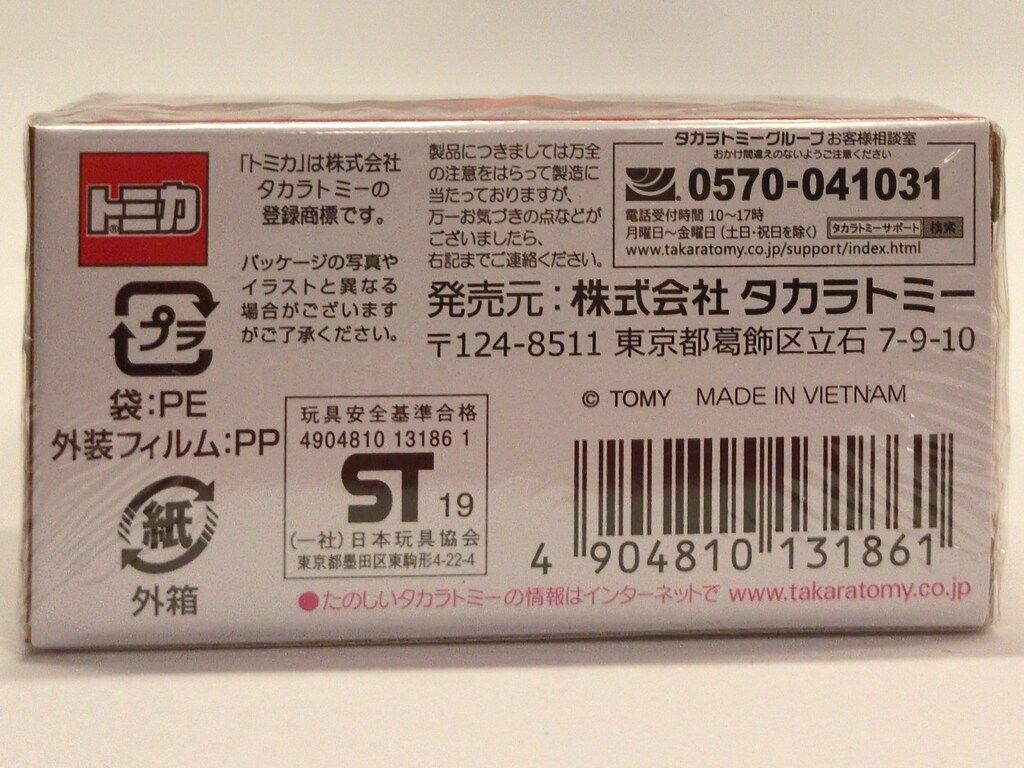 トミカ®
「トミカ」は株式会社
タカラトミーの
登録商標です。
パッケージの写真や
イラストと異なる
場合がございます
がご了承ください。
製品につきましては万全
の注意をはらって製造に
当たっておりますが、
万一お気づきの点などが
ございましたら、
右記までご連絡ください。
タカラトミーグループお客様相談室
おかけ間違えのないようご注意ください
0570-041031
電話受付時間 10〜17時
月曜日〜金曜日(土日・祝日を除く) タカラトミーサポート 検索
www.takaratomy.co.jp/support/index.html
発売元:株式会社 タカラトミー
〒124-8511 東京都葛飾区立石 7-9-10
プラ
袋:PE
外装フィルム:PP
紙
外箱
玩具安全基準合格
4904810 13186 1
ST 19
(一社)日本玩具協会
東京都墨田区東駒形4-22-4
© TOMY MADE IN VIETNAM
4 904810 131861
●たのしいタカラトミーの情報はインターネットで www.takaratomy.co.jp